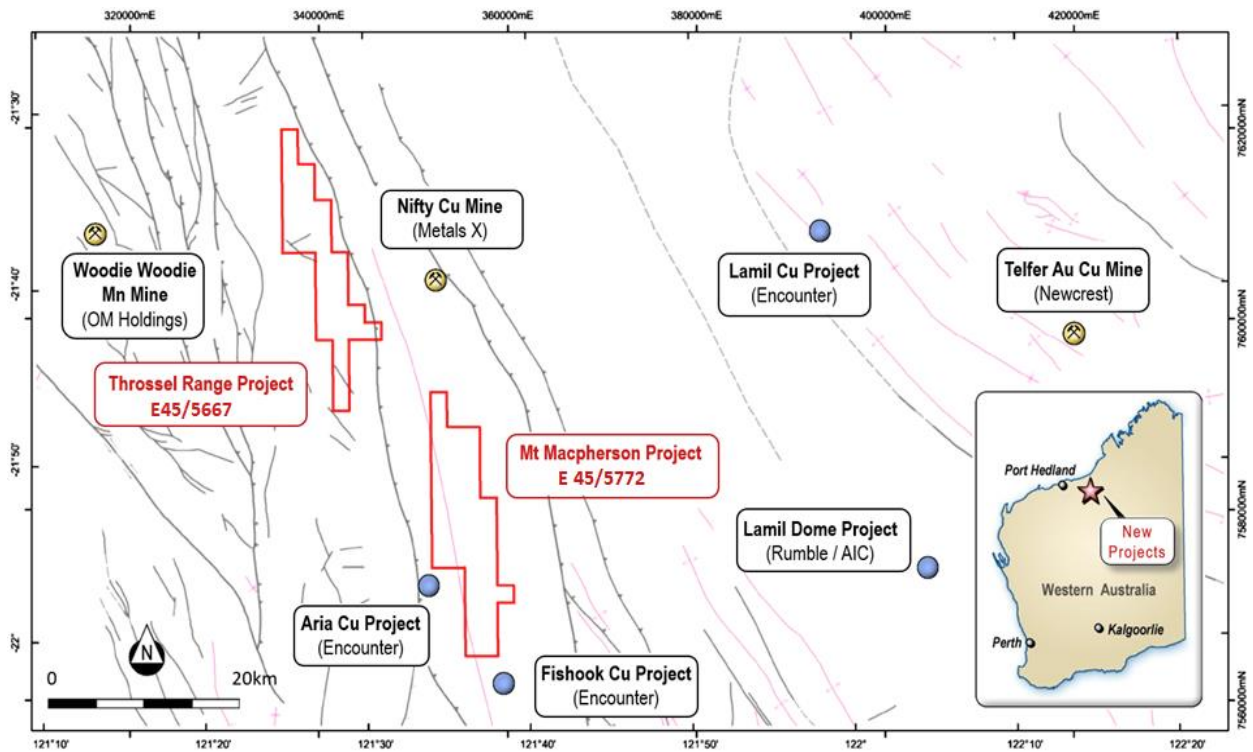 320000mE
340000mE
360000mE
380000mE
400000mE
420000mE
-21°30'
7620000mN
Nifty Cu Mine
(Metals X)
Woodie Woodie
Mn Mine
(OM Holdings)
Lamil Cu Project
(Encounter)
Telfer Au Cu Mine
(Newcrest)
-21°40'
7600000mN
Throssel Range Project
E45/5667
Mt Macpherson Project
E 45/5772
-21°50'
Port Hedland
New
Projects
Western Australia
Perth
Kalgoorlie
7580000mN
Lamil Dome Project
(Rumble / AIC)
Aria Cu Project
(Encounter)
-22°
N
0
20km
Fishook Cu Project
(Encounter)
7560000mN
121°10'
121°20'
121°30'
121°40'
121°50'
122°
122°10'
122°20'